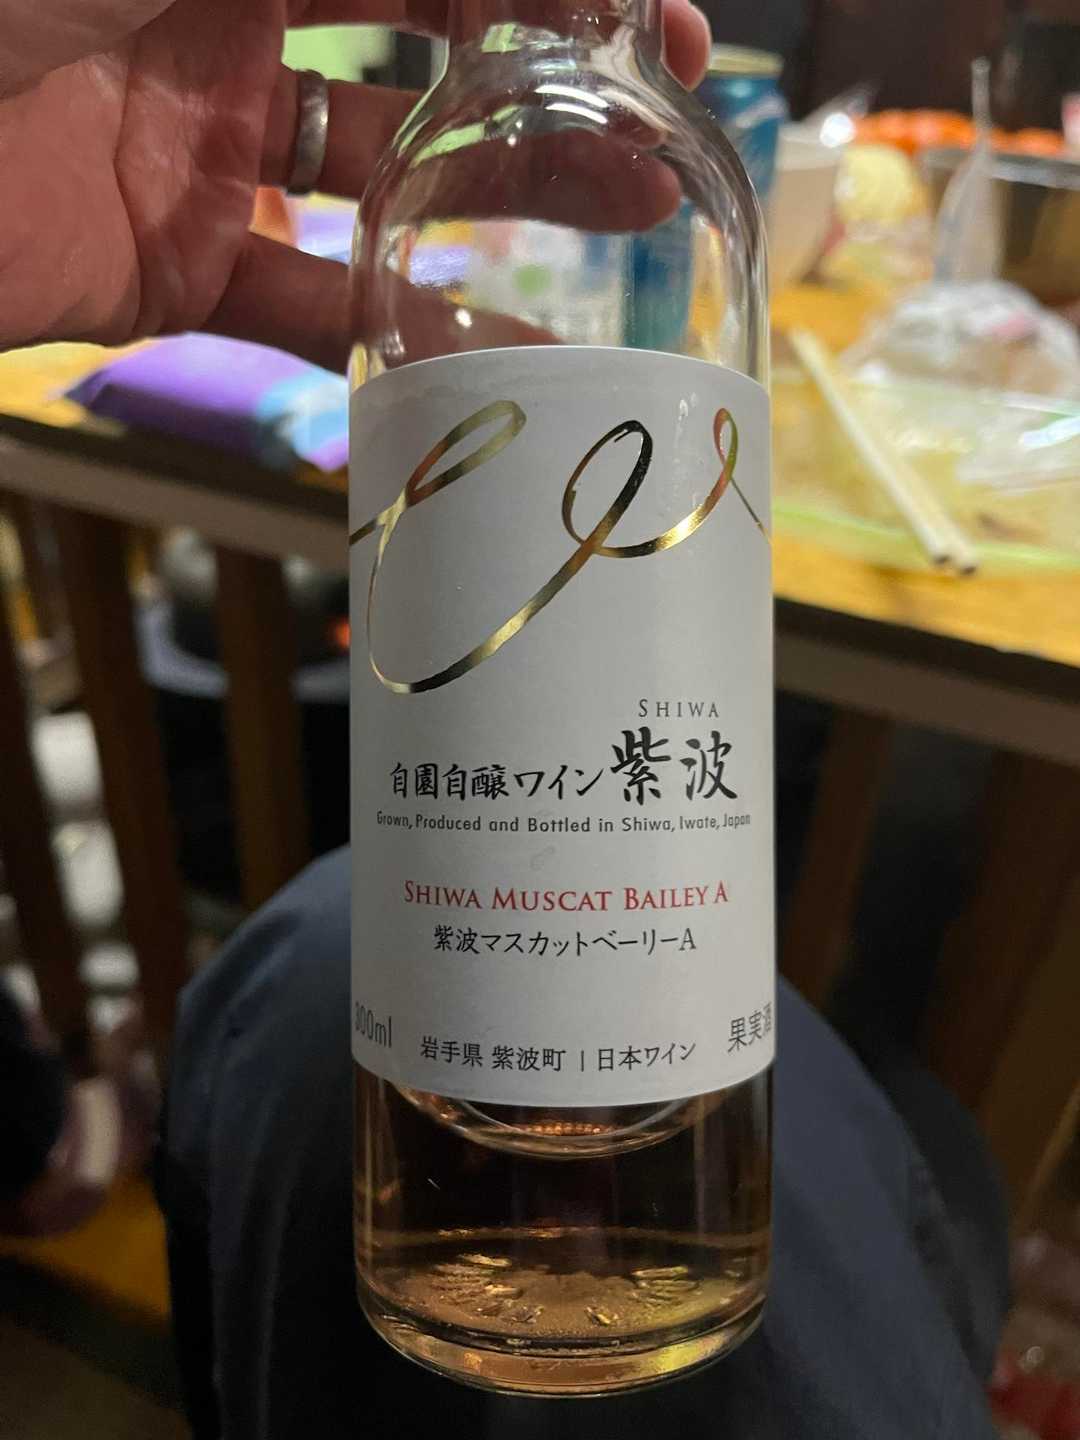 SHIWA
自園自醸ワイン 紫波
Grown, Produced and Bottled in Shiwa, Iwate, Japan
SHIWA MUSCAT BAILEY A
紫波マスカットベーリーA
300ml
岩手県 紫波町 | 日本ワイン
果実酒